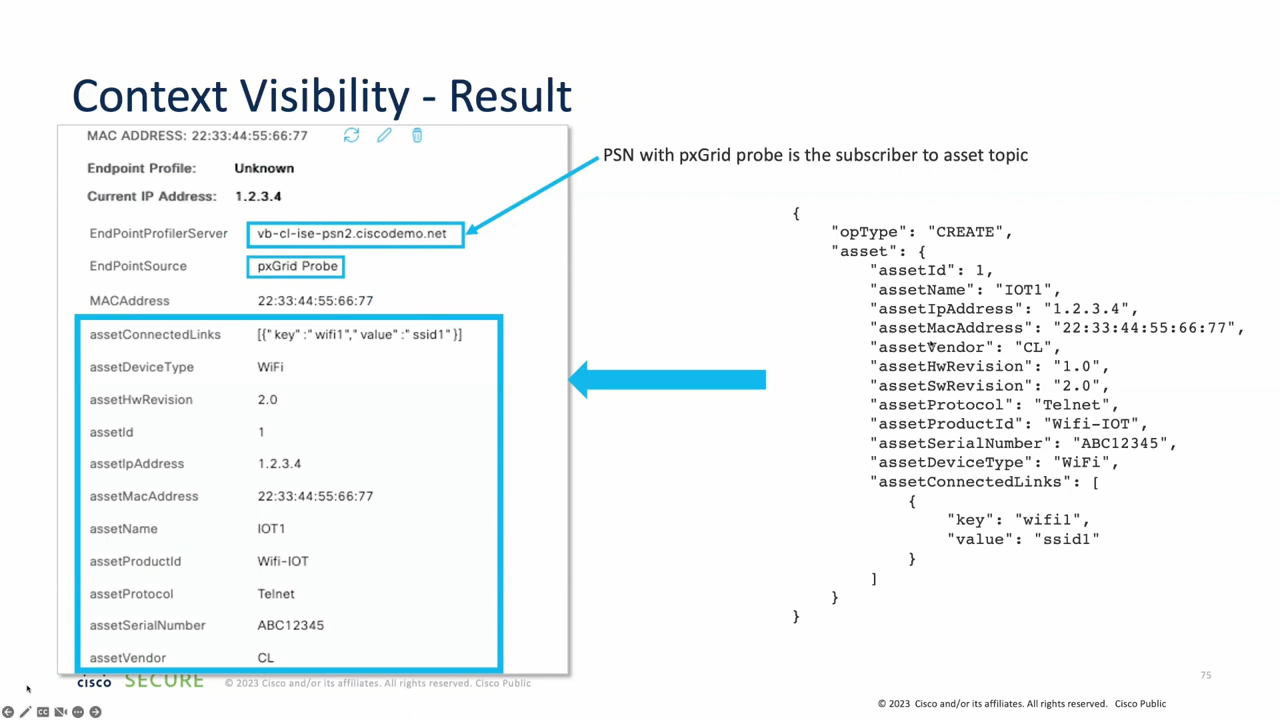 Context Visibility - Result
MAC ADDRESS: 22:33:44:55:66:77
Endpoint Profile: Unknown
Current IP Address: 1.2.3.4
EndPointProfilerServer vb-cl-ise-psn2.ciscodemo.net
EndPointSource pxGrid Probe
MACAddress 22:33:44:55:66:77
assetConnectedLinks [{" key" :" wifi1"," value" :" ssid1" }]
assetDeviceType WiFi
assetHwRevision 2.0
assetId 1
assetIpAddress 1.2.3.4
assetMacAddress 22:33:44:55:66:77
assetName IOT1
assetProductId Wifi-IOT
assetProtocol Telnet
assetSerialNumber ABC12345
assetVendor CL
PSN with pxGrid probe is the subscriber to asset topic
{
"opType": "CREATE",
"asset": {
"assetId": 1,
"assetName": "IOT1",
"assetIpAddress": "1.2.3.4",
"assetMacAddress": "22:33:44:55:66:77",
"assetVendor": "CL",
"assetHwRevision": "1.0",
"assetSwRevision": "2.0",
"assetProtocol": "Telnet",
"assetProductId": "Wifi-IOT",
"assetSerialNumber": "ABC12345",
"assetDeviceType": "WiFi",
"assetConnectedLinks": [
{
"key": "wifi1",
"value": "ssid1"
}
]
}
}
cisco SECURE © 2023 Cisco and/or its affiliates. All rights reserved. Cisco Public
75
© 2023 Cisco and/or its affiliates. All rights reserved. Cisco Public